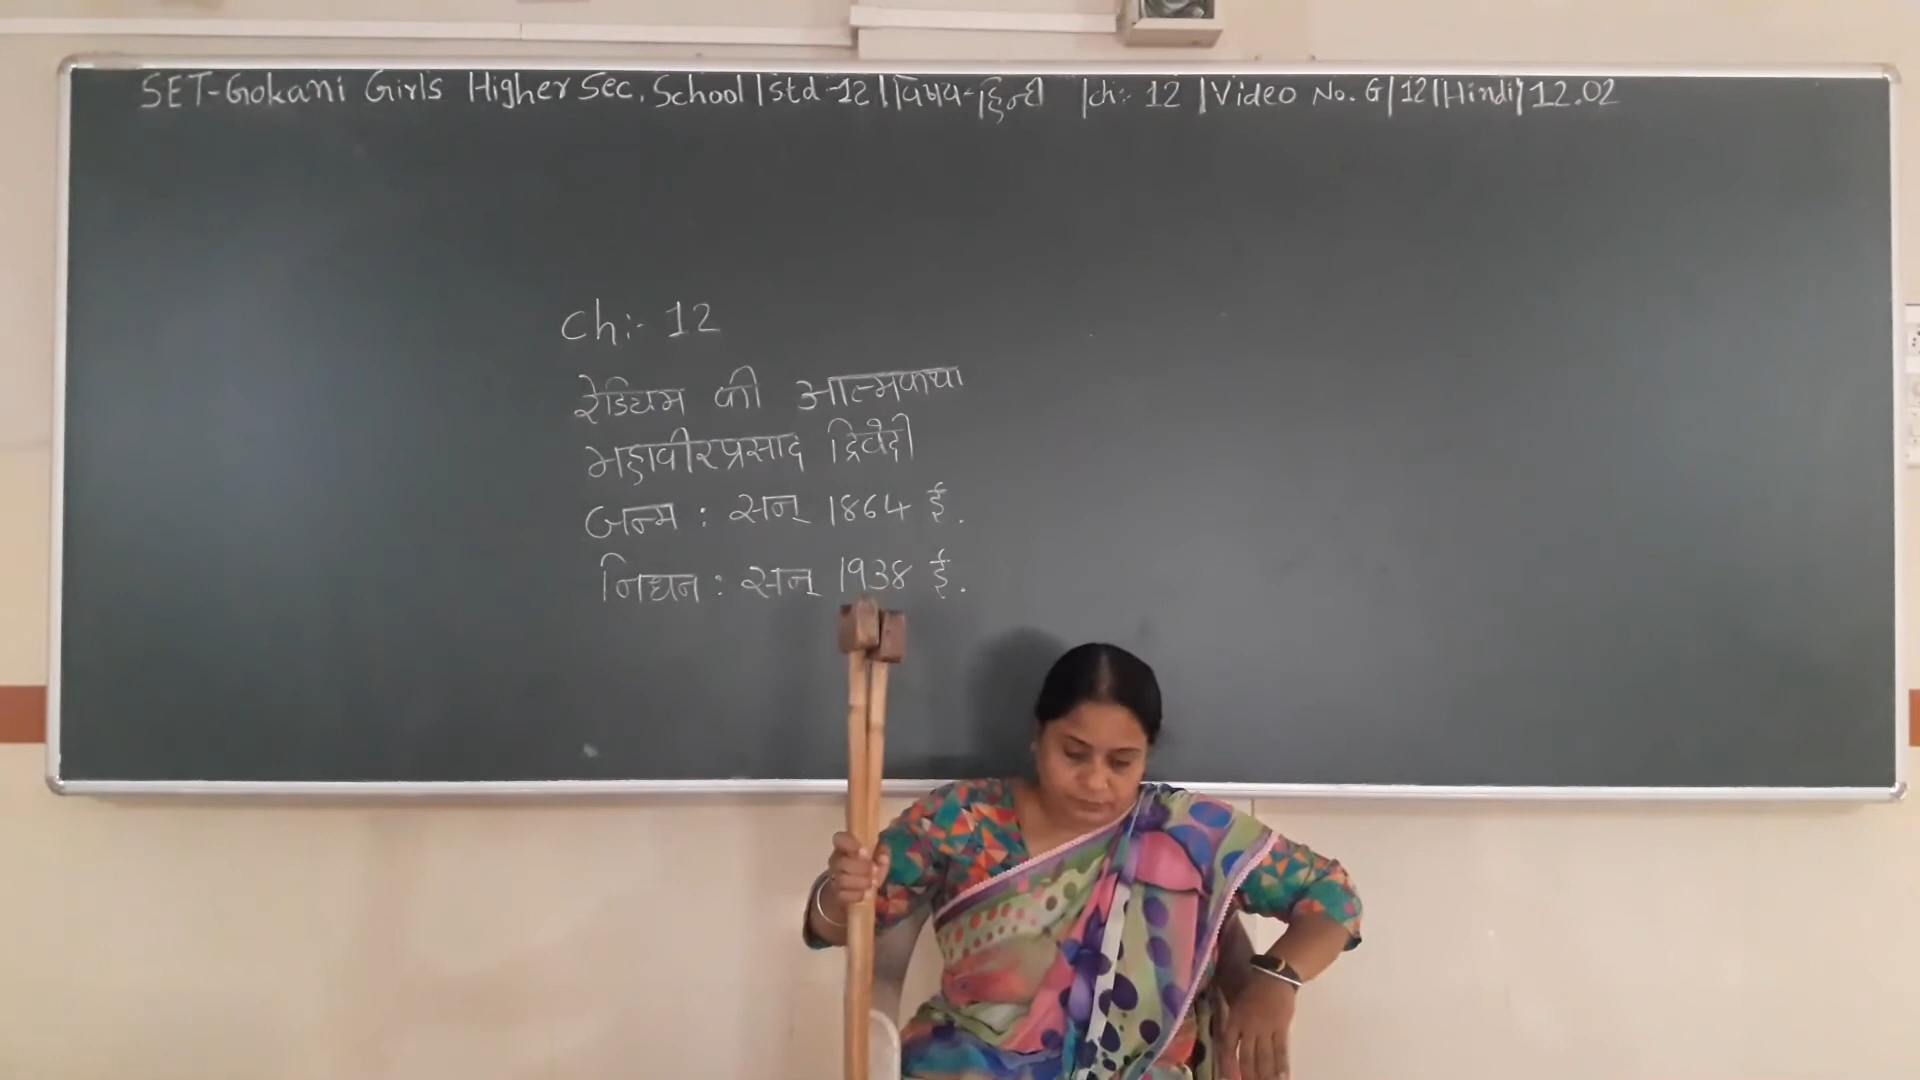 SET-Gokani Girls Higher Sec. School | std-12 | विषय-हिन्दी | ch:- 12 | Video No. G/12/Hindi/12.02
Ch:- 12
रेडियम की आत्मकथा
महावीरप्रसाद द्विवेदी
जन्म : सन् 1864 ई.
निधन : सन् 1938 ई.